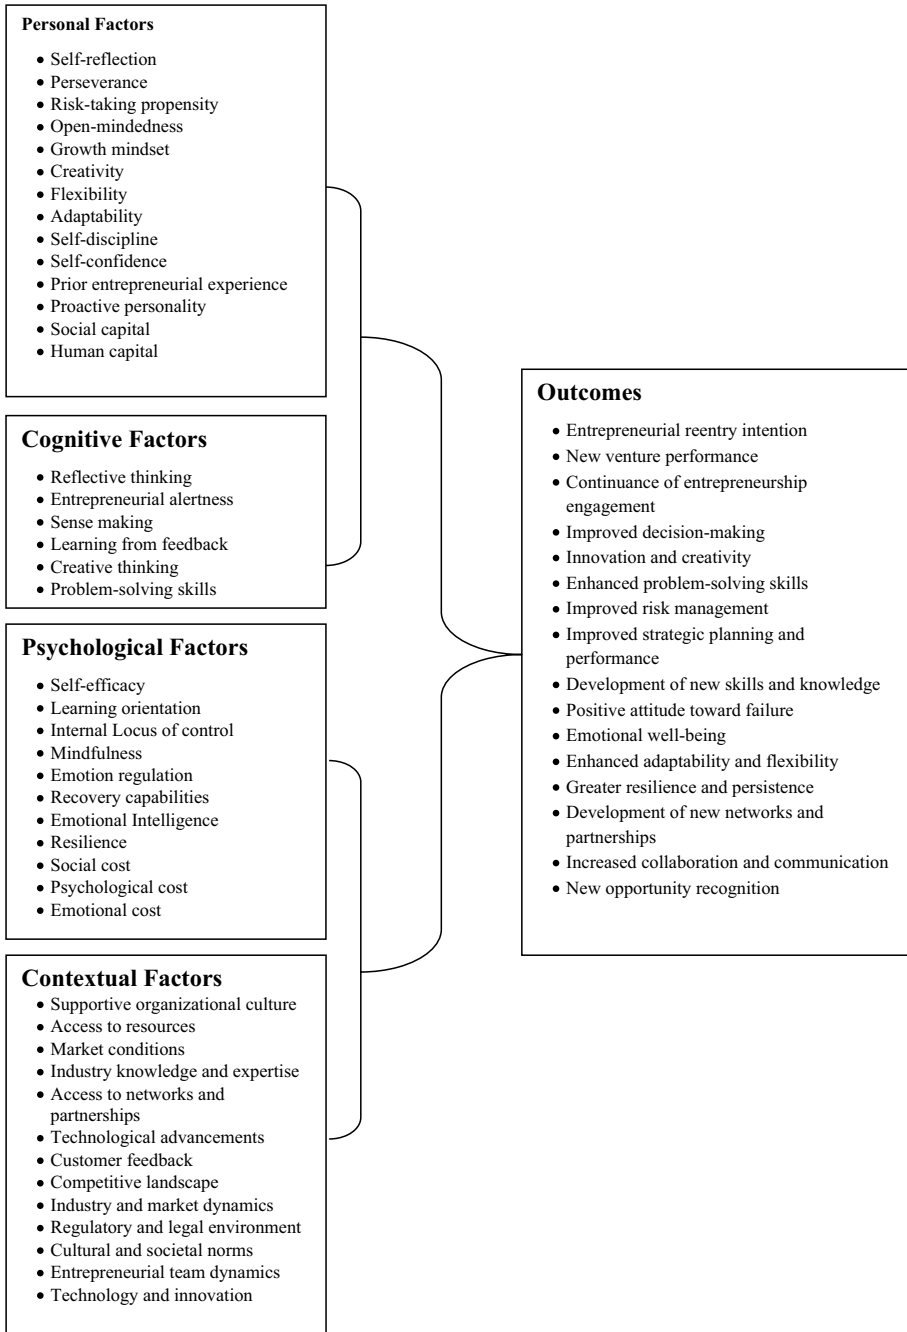 Personal Factors
• Self-reflection
• Perseverance
• Risk-taking propensity
• Open-mindedness
• Growth mindset
• Creativity
• Flexibility
• Adaptability
• Self-discipline
• Self-confidence
• Prior entrepreneurial experience
• Proactive personality
• Social capital
• Human capital
Cognitive Factors
• Reflective thinking
• Entrepreneurial alertness
• Sense making
• Learning from feedback
• Creative thinking
• Problem-solving skills
Psychological Factors
• Self-efficacy
• Learning orientation
• Internal Locus of control
• Mindfulness
• Emotion regulation
• Recovery capabilities
• Emotional Intelligence
• Resilience
• Social cost
• Psychological cost
• Emotional cost
Contextual Factors
• Supportive organizational culture
• Access to resources
• Market conditions
• Industry knowledge and expertise
• Access to networks and
partnerships
• Technological advancements
• Customer feedback
• Competitive landscape
• Industry and market dynamics
• Regulatory and legal environment
• Cultural and societal norms
• Entrepreneurial team dynamics
• Technology and innovation
Outcomes
• Entrepreneurial reentry intention
• New venture performance
• Continuance of entrepreneurship
engagement
• Improved decision-making
• Innovation and creativity
• Enhanced problem-solving skills
• Improved risk management
• Improved strategic planning and
performance
• Development of new skills and knowledge
• Positive attitude toward failure
• Emotional well-being
• Enhanced adaptability and flexibility
• Greater resilience and persistence
• Development of new networks and
partnerships
• Increased collaboration and communication
• New opportunity recognition